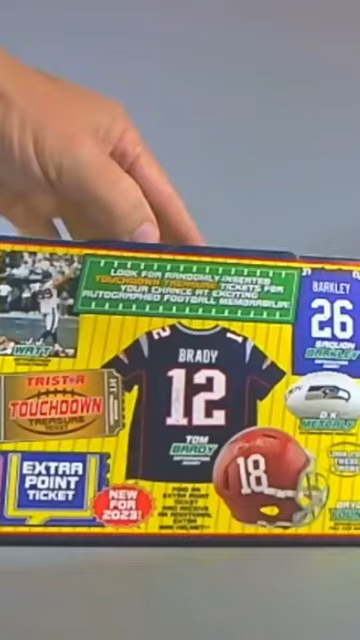 LOOK FOR RANDOMLY-INSERTED
TOUCHDOWN TREASURE TICKETS FOR
YOUR CHANCE AT EXCITING
AUTOGRAPHED FOOTBALL MEMORABILIA!
WATT
BARKLEY
26
SAQUON
BARKLEY
BRADY
12
TOM
BRADY
TRISTAR
TOUCHDOWN
TREASURE
TICKET
D.K.
METCALF
EXTRA
POINT
TICKET
NEW FOR
2023!
FIND AN
EXTRA POINT
TICKET
AND RECEIVE
AN ADDITIONAL
EXTRA
MINI HELMET
18